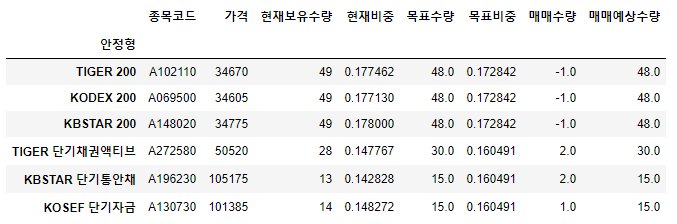 종목코드 가격 현재보유수량 현재비중 목표수량 목표비중 매매수량 매매예상수량
안정형
TIGER 200 A102110 34670 49 0.177462 48.0 0.172842 -1.0 48.0
KODEX 200 A069500 34605 49 0.177130 48.0 0.172842 -1.0 48.0
KBSTAR 200 A148020 34775 49 0.178000 48.0 0.172842 -1.0 48.0
TIGER 단기채권액티브 A272580 50520 28 0.147767 30.0 0.160491 2.0 30.0
KBSTAR 단기통안채 A196230 105175 13 0.142828 15.0 0.160491 2.0 15.0
KOSEF 단기자금 A130730 101385 14 0.148272 15.0 0.160491 1.0 15.0